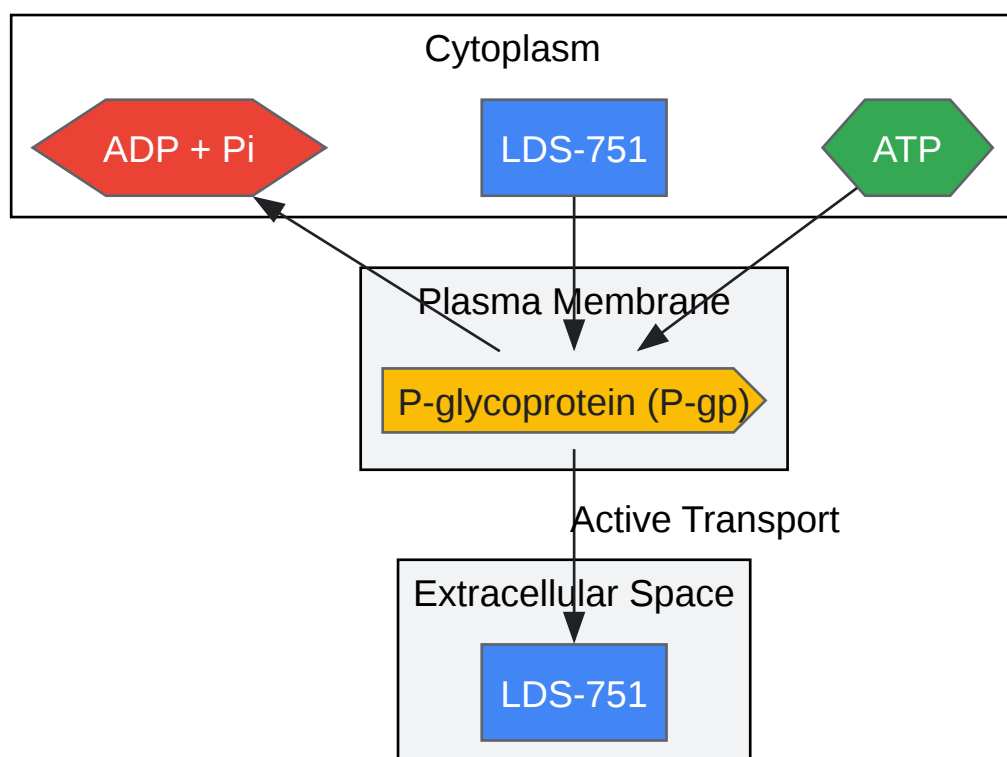 Cytoplasm
ADP + Pi
LDS-751
ATP
Plasma Membrane
P-glycoprotein (P-gp)
Active Transport
Extracellular Space
LDS-751